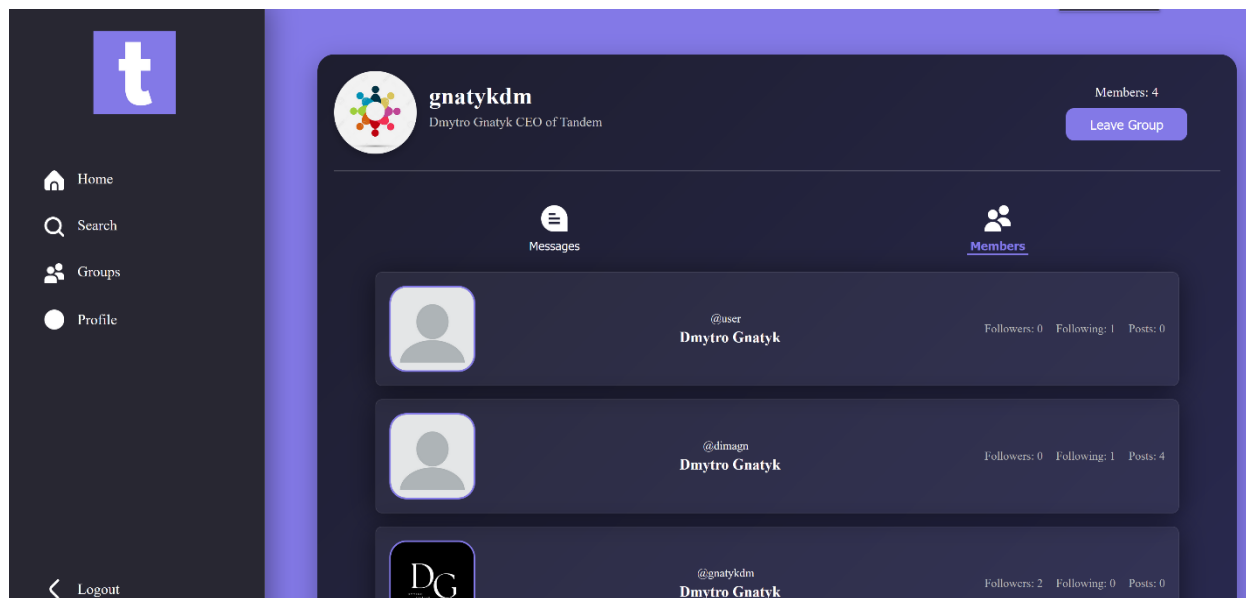 t
Home
Search
Groups
Profile
Logout
gnatykdm
Dmytro Gnatyk CEO of Tandem
Members: 4
Leave Group
Messages
Members
@user
Dmytro Gnatyk
Followers: 0 Following: 1 Posts: 0
@dimagn
Dmytro Gnatyk
Followers: 0 Following: 1 Posts: 4
DG
@gnatykdm
Dmytro Gnatyk
Followers: 2 Following: 0 Posts: 0